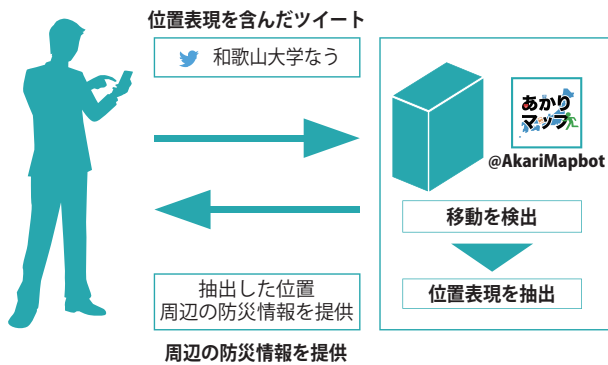 位置表現を含んだツイート
和歌山大学なう
あかり
マップ
@AkariMapbot
移動を検出
位置表現を抽出
抽出した位置
周辺の防災情報を提供
周辺の防災情報を提供